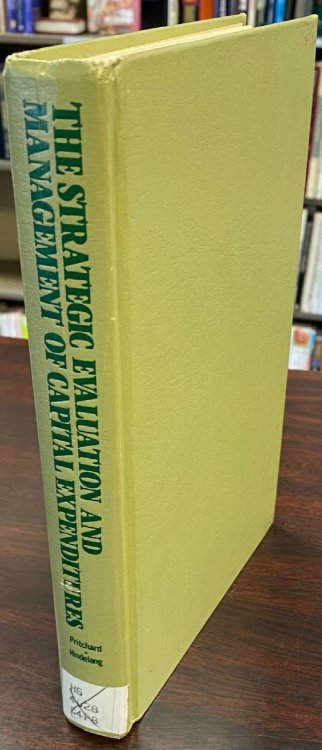 THE STRATEGIC EVALUATION AND
MANAGEMENT OF CAPITAL EXPENDITURES
Pritchard
•
Hindelang
HG